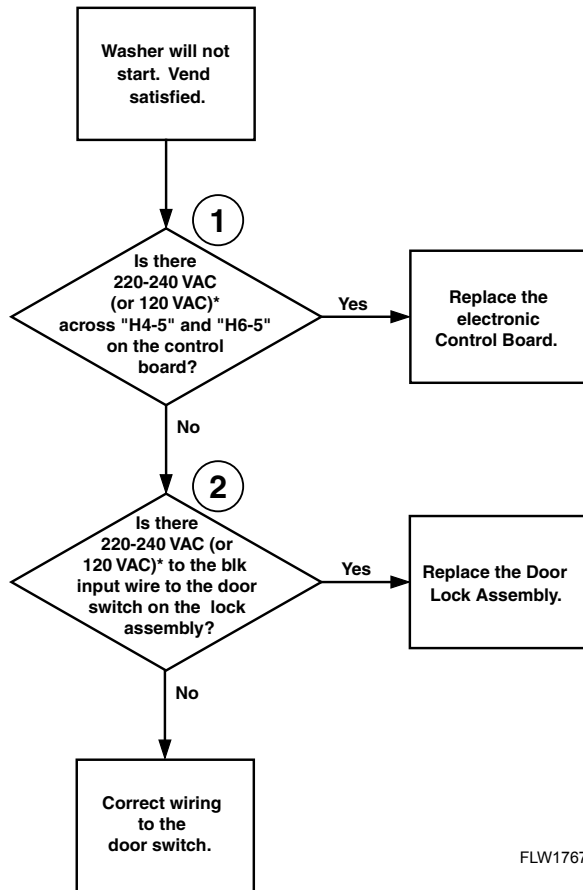 Washer will not
start. Vend
satisfied.
1
Is there
220-240 VAC
(or 120 VAC)*
across "H4-5" and "H6-5"
on the control
board?
Yes
Replace the
electronic
Control Board.
No
2
Is there
220-240 VAC (or
120 VAC)* to the blk
input wire to the door
switch on the lock
assembly?
Yes
Replace the Door
Lock Assembly.
No
Correct wiring
to the
door switch.
FLW1767